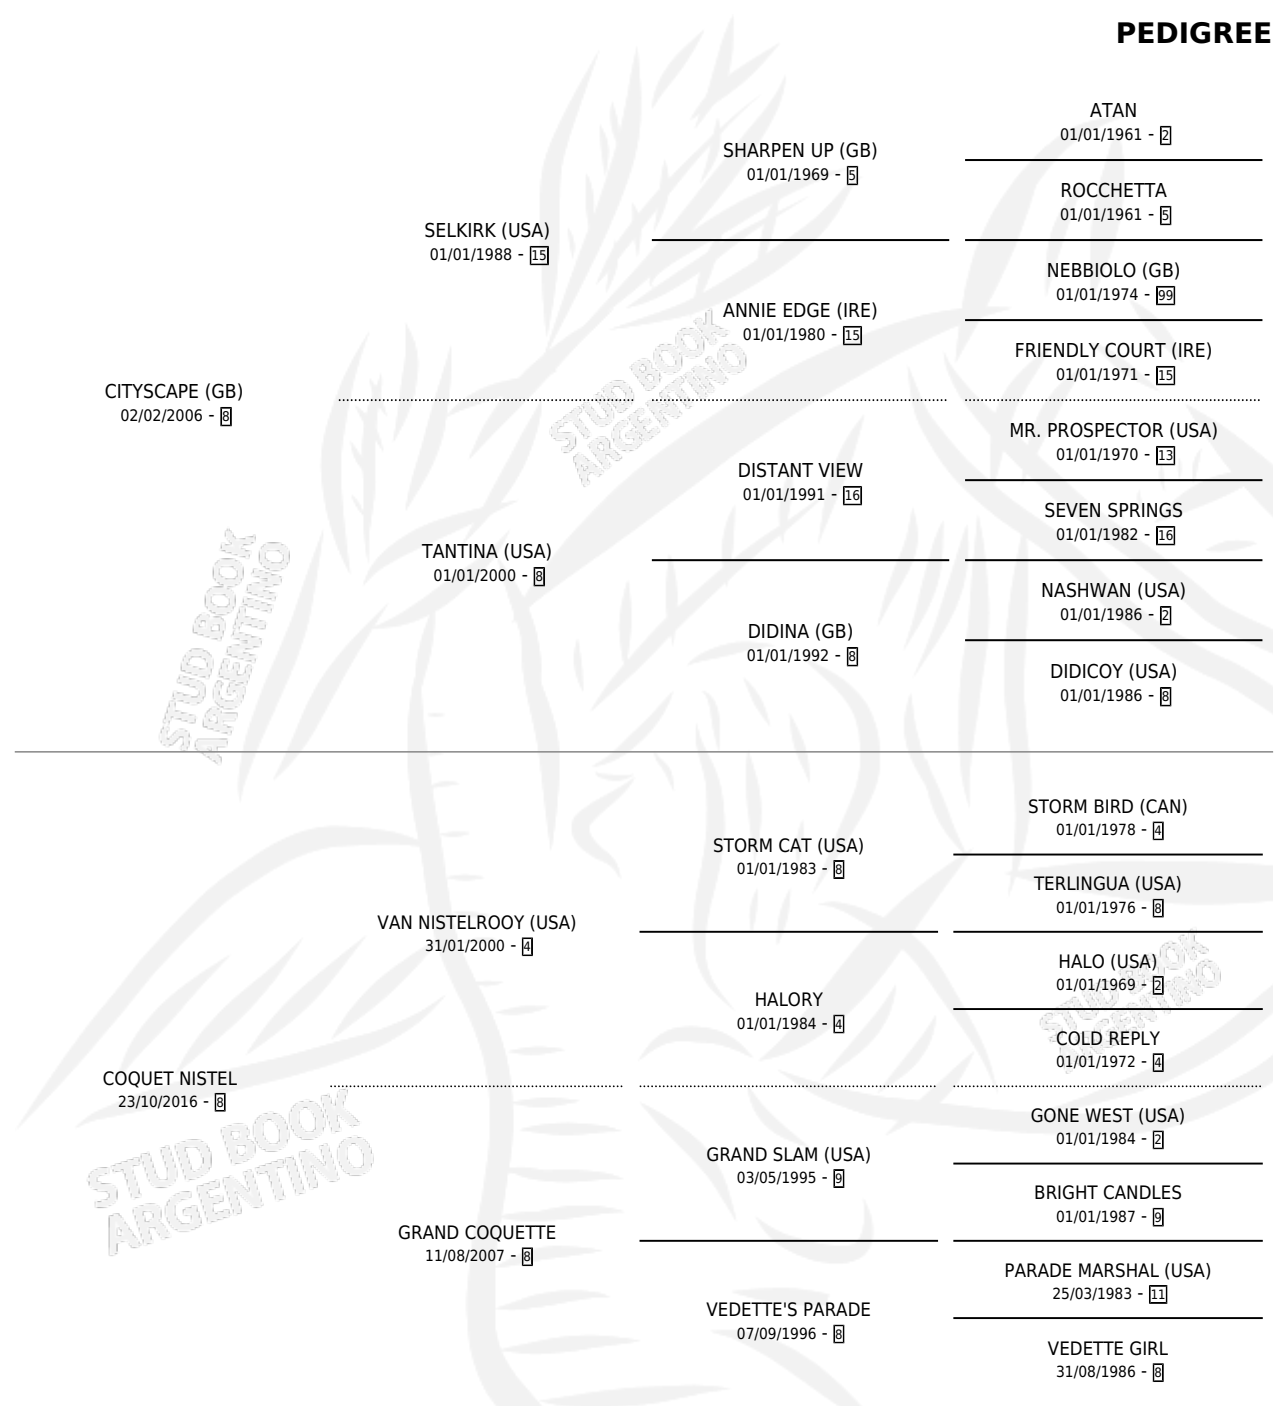 PEDIGREE
CITYSCAPE (GB)
02/02/2006 - 8
SELKIRK (USA)
01/01/1988 - 15
SHARPEN UP (GB)
01/01/1969 - 5
ATAN
01/01/1961 - 2
ROCCHETTA
01/01/1961 - 5
ANNIE EDGE (IRE)
01/01/1980 - 15
NEBBIOLO (GB)
01/01/1974 - 99
FRIENDLY COURT (IRE)
01/01/1971 - 15
TANTINA (USA)
01/01/2000 - 8
DISTANT VIEW
01/01/1991 - 16
MR. PROSPECTOR (USA)
01/01/1970 - 13
SEVEN SPRINGS
01/01/1982 - 16
DIDINA (GB)
01/01/1992 - 8
NASHWAN (USA)
01/01/1986 - 2
DIDICOY (USA)
01/01/1986 - 8
COQUET NISTEL
23/10/2016 - 8
VAN NISTELROOY (USA)
31/01/2000 - 4
STORM CAT (USA)
01/01/1983 - 8
STORM BIRD (CAN)
01/01/1978 - 4
TERLINGUA (USA)
01/01/1976 - 8
HALORY
01/01/1984 - 4
HALO (USA)
01/01/1969 - 2
COLD REPLY
01/01/1972 - 4
GRAND COQUETTE
11/08/2007 - 8
GRAND SLAM (USA)
03/05/1995 - 9
GONE WEST (USA)
01/01/1984 - 2
BRIGHT CANDLES
01/01/1987 - 9
VEDETTE'S PARADE
07/09/1996 - 8
PARADE MARSHAL (USA)
25/03/1983 - 11
VEDETTE GIRL
31/08/1986 - 8
STUD BOOK
ARGENTINO
STUD BOOK
ARGENTINO
STUD BOOK
ARGENTINO
STUD BOOK
ARGENTINO